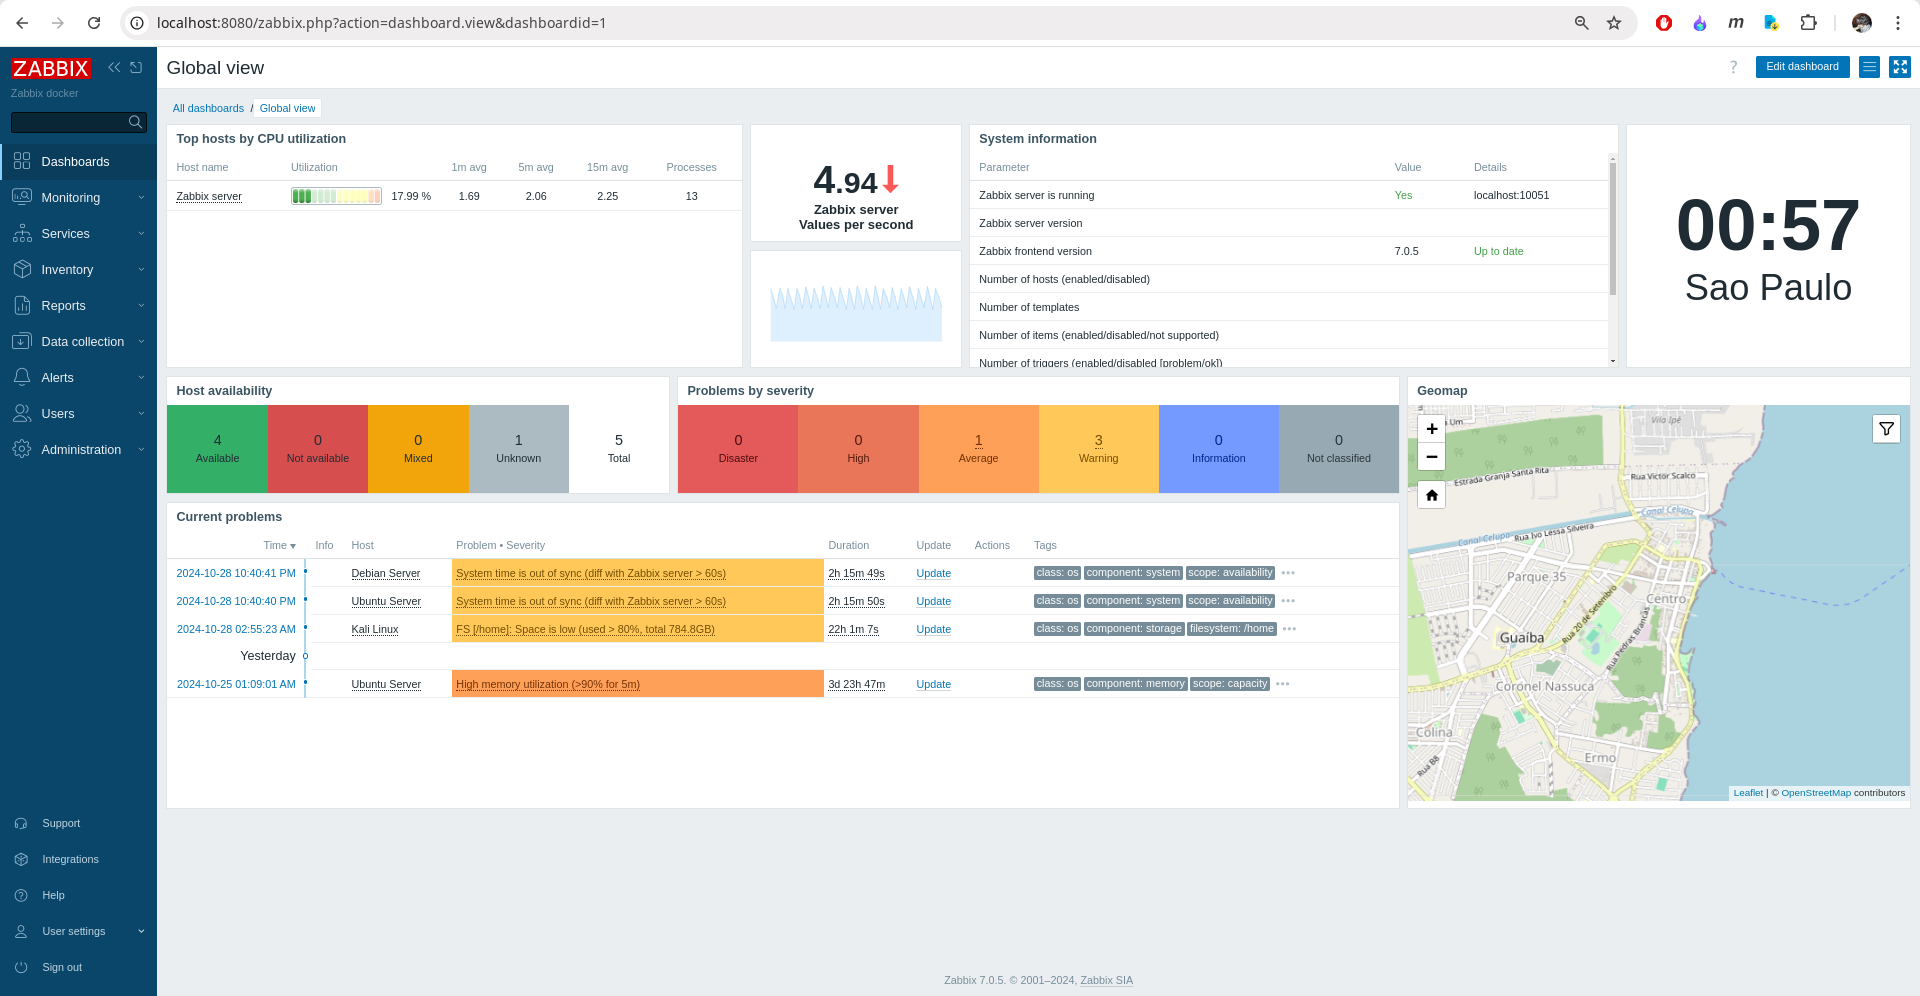 localhost:8080/zabbix.php?action=dashboard.view&dashboardid=1
ZABBIX
Zabbix docker
Dashboards
Monitoring
Services
Inventory
Reports
Data collection
Alerts
Users
Administration
Support
Integrations
Help
User settings
Sign out
Global view
? Edit dashboard
All dashboards / Global view
Top hosts by CPU utilization
Host name Utilization 1m avg 5m avg 15m avg Processes
Zabbix server 17.99 % 1.69 2.06 2.25 13
4.94
Zabbix server
Values per second
System information
Parameter Value Details
Zabbix server is running Yes localhost:10051
Zabbix server version
Zabbix frontend version 7.0.5 Up to date
Number of hosts (enabled/disabled)
Number of templates
Number of items (enabled/disabled/not supported)
Number of triggers (enabled/disabled [problem/ok])
00:57
Sao Paulo
Host availability
4 0 0 1 5
Available Not available Mixed Unknown Total
Problems by severity
0 0 1 3 0 0
Disaster High Average Warning Information Not classified
Current problems
Time Info Host Problem • Severity Duration Update Actions Tags
2024-10-28 10:40:41 PM Debian Server System time is out of sync (diff with Zabbix server > 60s) 2h 15m 49s Update class: os component: system scope: availability
2024-10-28 10:40:40 PM Ubuntu Server System time is out of sync (diff with Zabbix server > 60s) 2h 15m 50s Update class: os component: system scope: availability
2024-10-28 02:55:23 AM Kali Linux FS [/home]: Space is low (used > 80%, total 784.8GB) 22h 1m 7s Update class: os component: storage filesystem: /home
Yesterday
2024-10-25 01:09:01 AM Ubuntu Server High memory utilization (>90% for 5m) 3d 23h 47m Update class: os component: memory scope: capacity
Geomap
+
−
Um
Vila Ipê
Estrada Granja Santa Rita
Rua Victor Scalco
Canal Celupa
Rua Ivo Lessa Silveira
Canal Celupa
Parque 35
Centro
Rua 20 de Setembro
Guaíba
Rua Pedras Brancas
Coronel Nassuca
Colina
Ermo
Rua B8
Leaflet | © OpenStreetMap contributors
Zabbix 7.0.5. © 2001–2024, Zabbix SIA